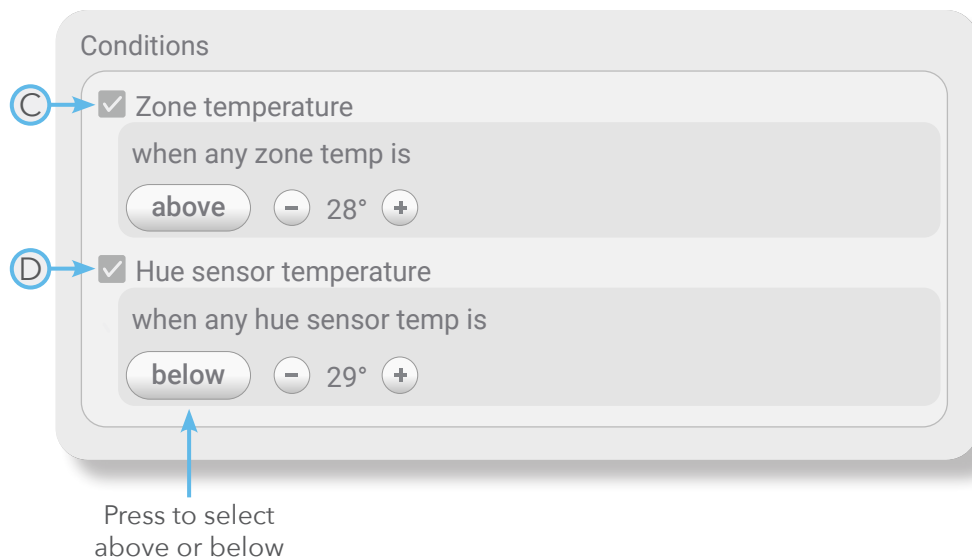 Conditions
C
Zone temperature
when any zone temp is
above - 28° +
D
Hue sensor temperature
when any hue sensor temp is
below - 29° +
Press to select
above or below